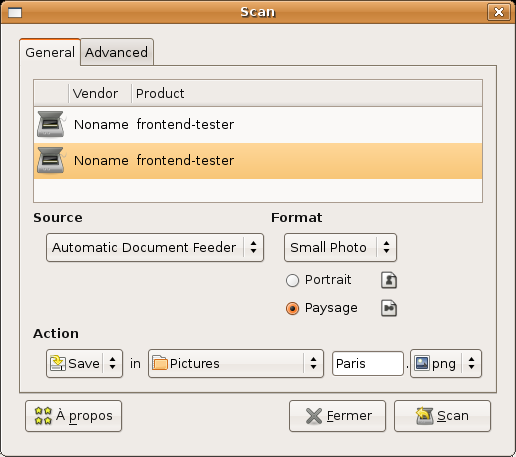 Scan
General Advanced
Vendor Product
Noname frontend-tester
Noname frontend-tester
Source Format
Automatic Document Feeder Small Photo
Portrait
Paysage
Action
Save in Pictures Paris . png
À propos Fermer Scan